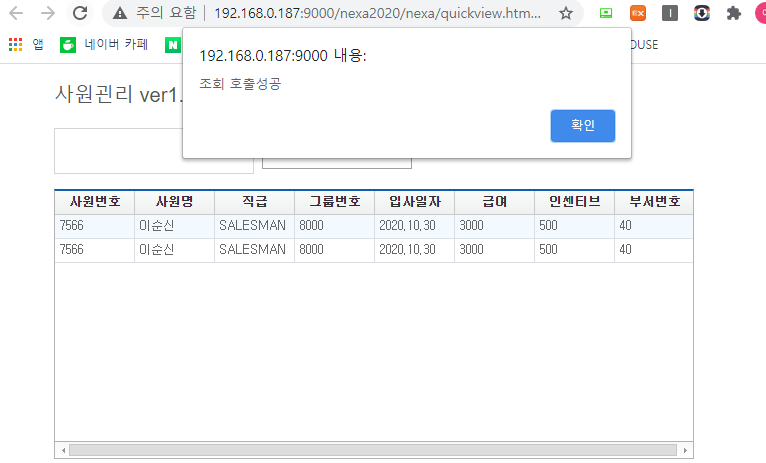 주의 요함 | 192.168.0.187:9000/nexa2020/nexa/quickview.htm...
앱 네이버 카페 OUSE
192.168.0.187:9000 내용:
조회 호출성공
확인
사원관리 ver1.
사원번호 사원명 직급 그룹번호 입사일자 급여 인센티브 부서번호
7566 이순신 SALESMAN 8000 2020,10,30 3000 500 40
7566 이순신 SALESMAN 8000 2020,10,30 3000 500 40